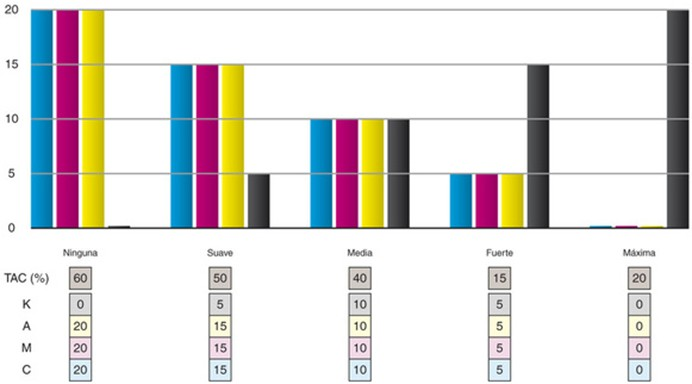 20
15
10
5
0
Ninguna Suave Media Fuerte Máxima
TAC (%) 60 50 40 15 20
K 0 5 10 5 0
A 20 15 10 5 0
M 20 15 10 5 0
C 20 15 10 5 0